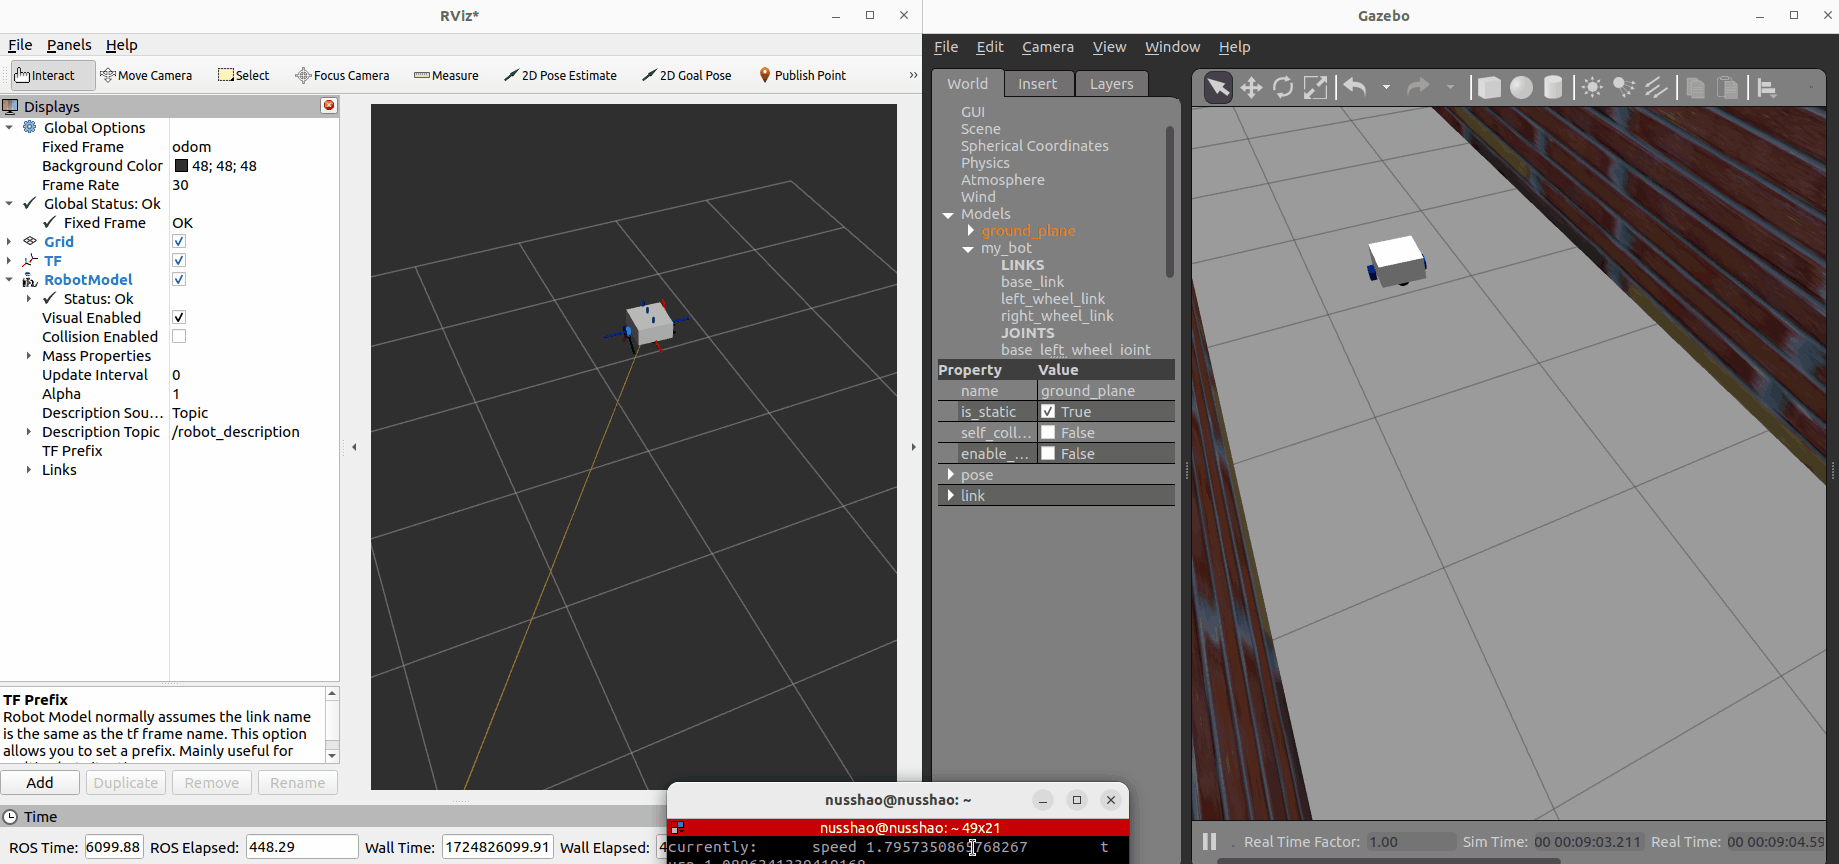 RViz*
File Panels Help
Interact Move Camera Select Focus Camera Measure 2D Pose Estimate 2D Goal Pose Publish Point »
Displays
Global Options
Fixed Frame odom
Background Color 48; 48; 48
Frame Rate 30
Global Status: Ok
Fixed Frame OK
Grid
TF
RobotModel
Status: Ok
Visual Enabled
Collision Enabled
Mass Properties
Update Interval 0
Alpha 1
Description Sou... Topic
Description Topic /robot_description
TF Prefix
Links
TF Prefix
Robot Model normally assumes the link name
is the same as the tf frame name. This option
allows you to set a prefix. Mainly useful for
Add Duplicate Remove Rename
Time
ROS Time: 6099.88 ROS Elapsed: 448.29 Wall Time: 1724826099.91 Wall Elapsed: 4
Gazebo
File Edit Camera View Window Help
World Insert Layers
GUI
Scene
Spherical Coordinates
Physics
Atmosphere
Wind
Models
ground_plane
my_bot
LINKS
base_link
left_wheel_link
right_wheel_link
JOINTS
base_left_wheel_joint
Property Value
name ground_plane
is_static True
self_coll... False
enable_... False
pose
link
Real Time Factor: 1.00 Sim Time: 00 00:09:03.211 Real Time: 00 00:09:04.59
nusshao@nusshao: ~
nusshao@nusshao: ~ 49x21
currently: speed t